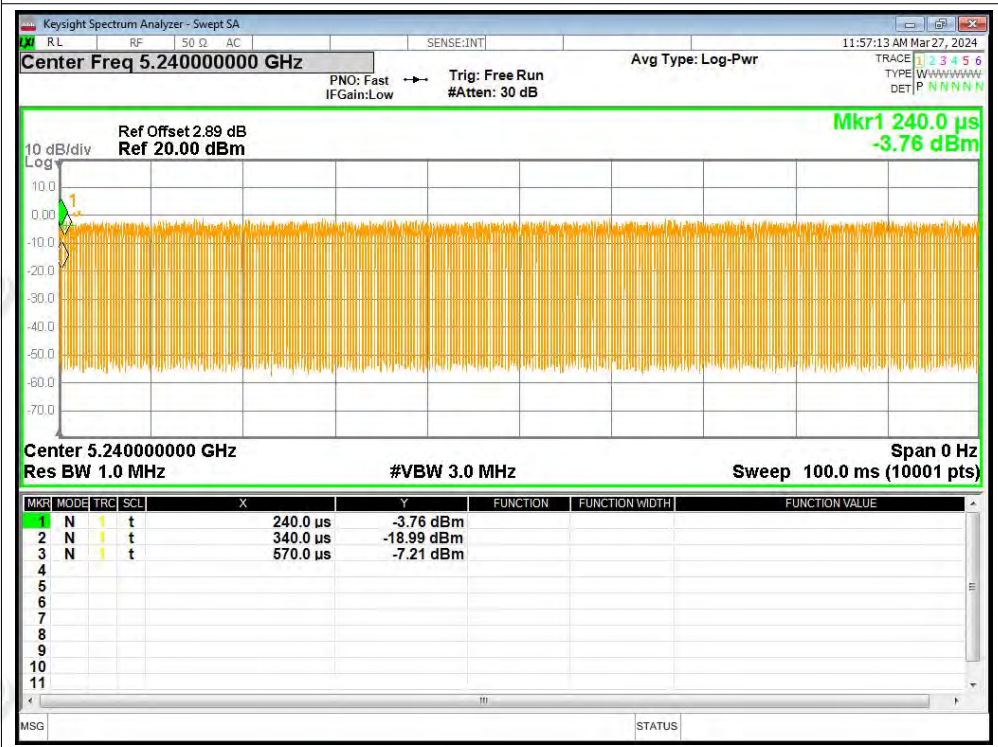 Keysight Spectrum Analyzer - Swept SA
LXI RL RF 50 Ω AC SENSE:INT 11:57:13 AM Mar 27, 2024
Center Freq 5.240000000 GHz
PNO: Fast
IFGain:Low
Trig: Free Run
#Atten: 30 dB
Avg Type: Log-Pwr
TRACE 1 2 3 4 5 6
TYPE WWWWWWW
DET P N N N N N
Mkr1 240.0 µs
-3.76 dBm
Ref Offset 2.89 dB
10 dB/div Ref 20.00 dBm
Log
10.0
1
0.00
-10.0
-20.0
-30.0
-40.0
-50.0
-60.0
-70.0
Center 5.240000000 GHz Span 0 Hz
Res BW 1.0 MHz #VBW 3.0 MHz Sweep 100.0 ms (10001 pts)
MKR MODE TRC SCL X Y FUNCTION FUNCTION WIDTH FUNCTION VALUE
1 N 1 t 240.0 µs -3.76 dBm
2 N 1 t 340.0 µs -18.99 dBm
3 N 1 t 570.0 µs -7.21 dBm
4
5
6
7
8
9
10
11
MSG STATUS